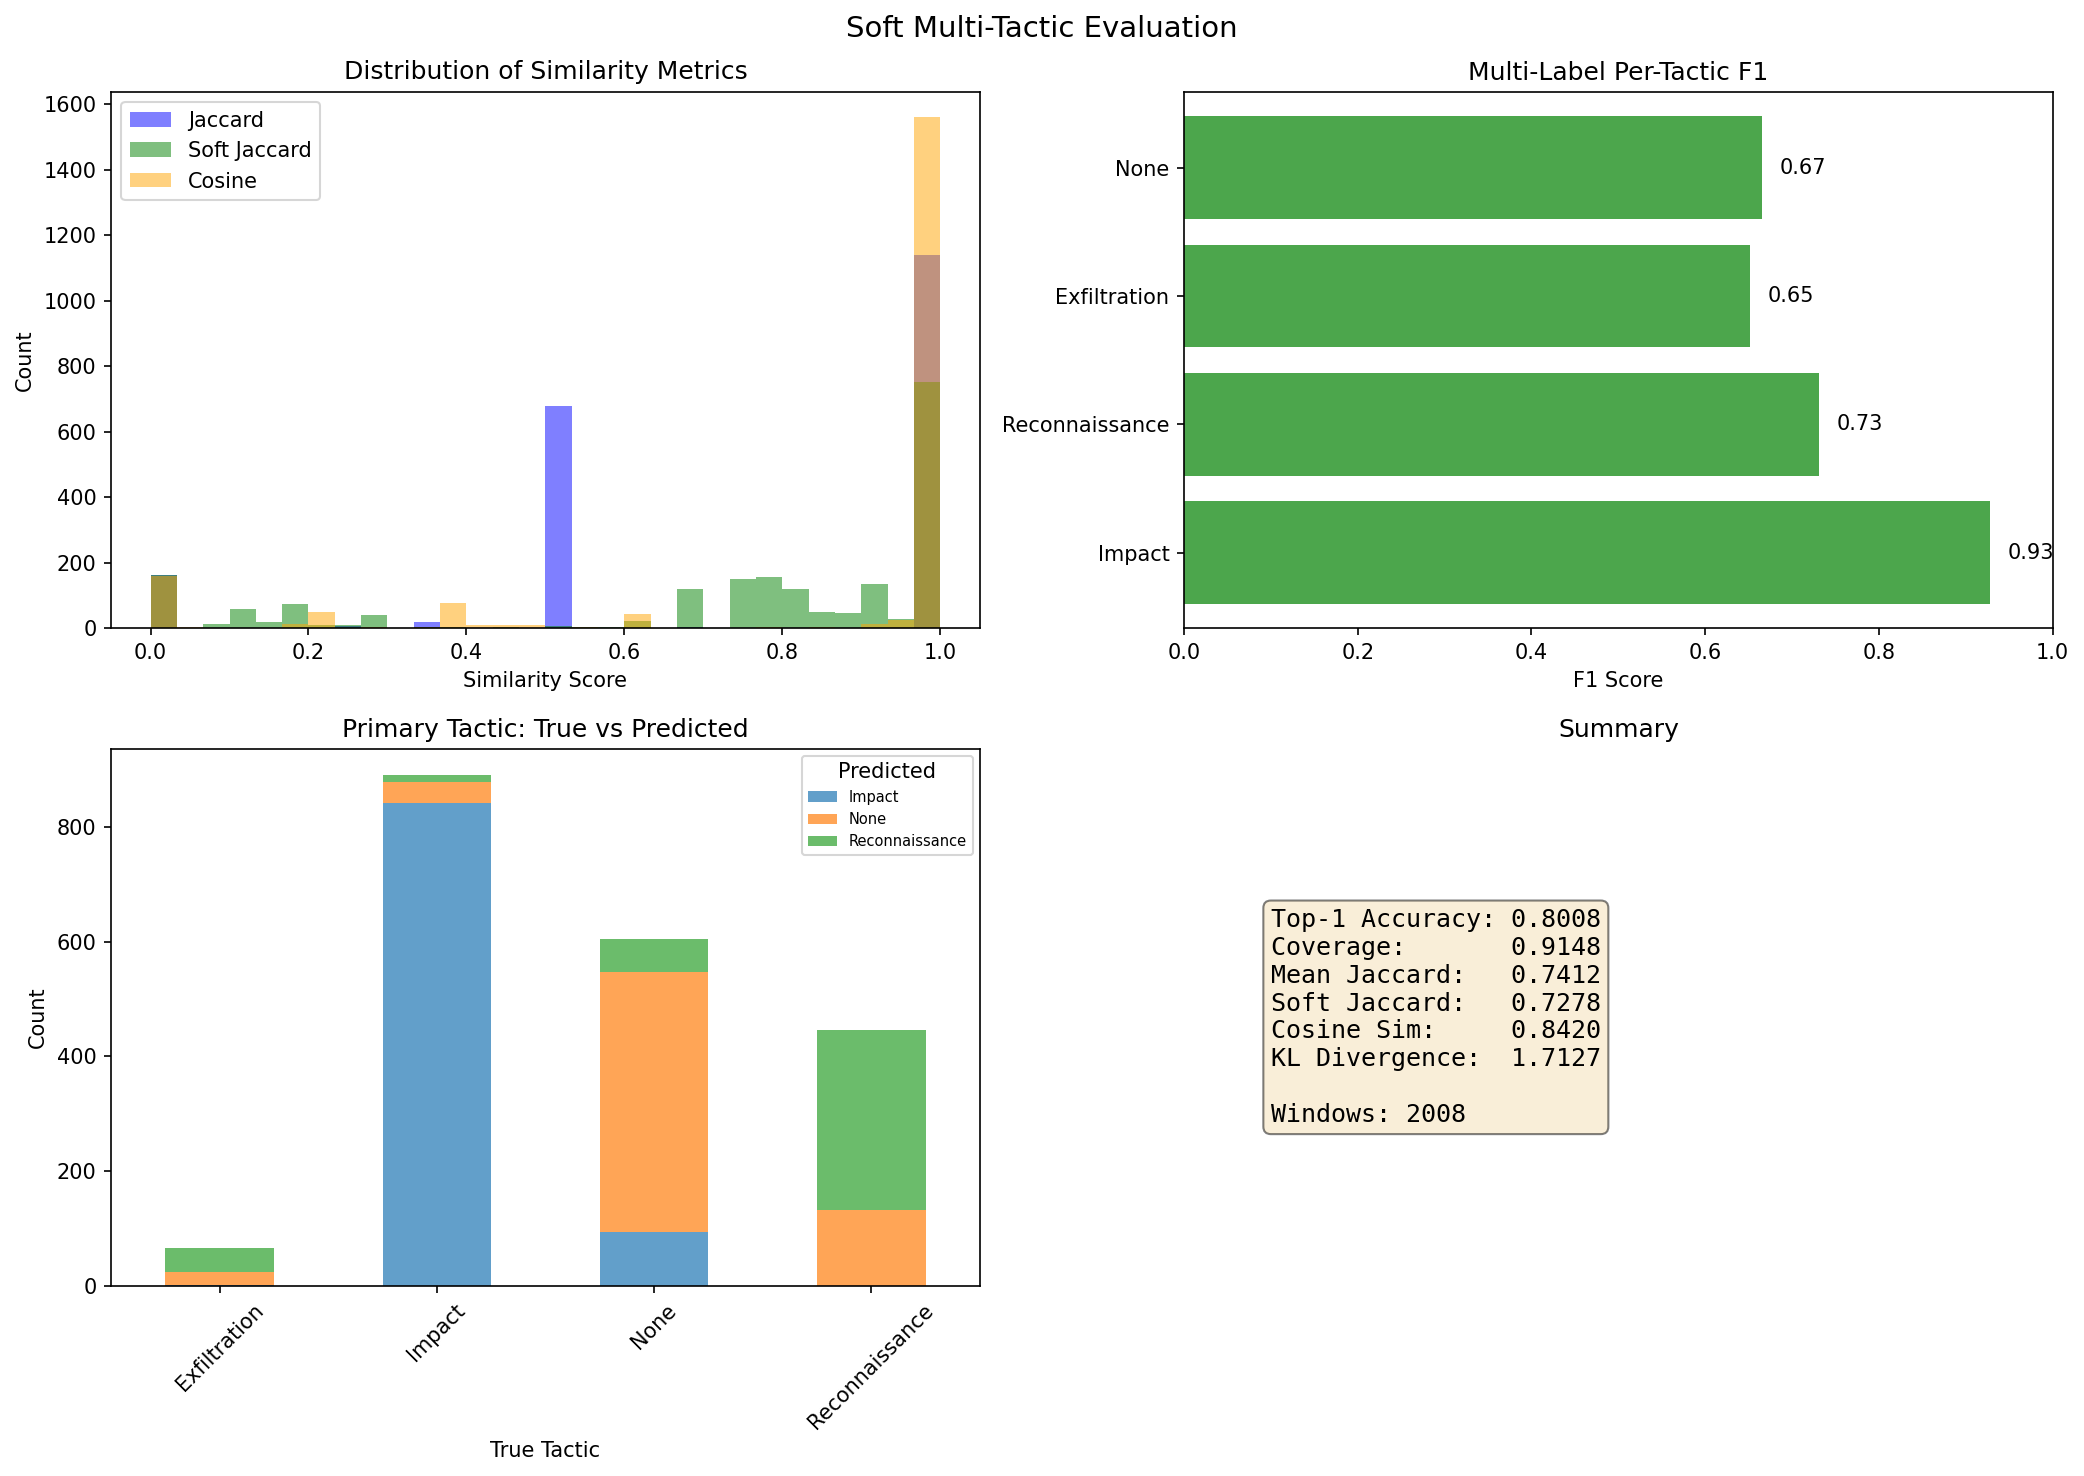 Soft Multi-Tactic Evaluation
Distribution of Similarity Metrics
1600
1400
1200
1000
800
600
400
200
0
Count
Jaccard
Soft Jaccard
Cosine
0.0 0.2 0.4 0.6 0.8 1.0
Similarity Score
Multi-Label Per-Tactic F1
None 0.67
Exfiltration 0.65
Reconnaissance 0.73
Impact 0.93
0.0 0.2 0.4 0.6 0.8 1.0
F1 Score
Primary Tactic: True vs Predicted
800
600
400
200
0
Count
Predicted
Impact
None
Reconnaissance
Exfiltration
Impact
None
Reconnaissance
True Tactic
Summary
Top-1 Accuracy: 0.8008
Coverage: 0.9148
Mean Jaccard: 0.7412
Soft Jaccard: 0.7278
Cosine Sim: 0.8420
KL Divergence: 1.7127
Windows: 2008